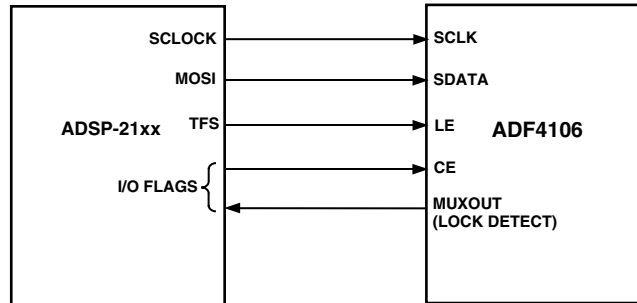 SCLOCK
SCLK
MOSI
SDATA
ADSP-21xx
TFS
LE
ADF4106
I/O FLAGS
CE
MUXOUT
(LOCK DETECT)